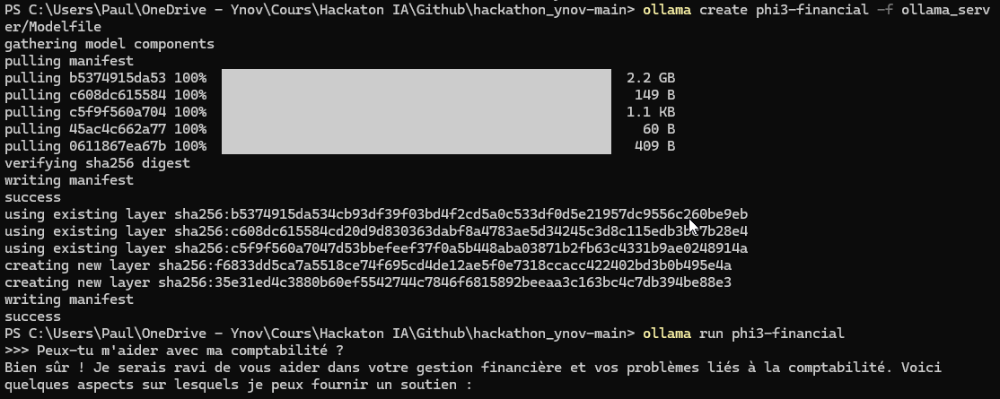 PS C:\Users\Paul\OneDrive - Ynov\Cours\Hackaton IA\Github\hackathon_ynov-main> ollama create phi3-financial -f ollama_serv
er/Modelfile
gathering model components
pulling manifest
pulling b5374915da53 100% 2.2 GB
pulling c608dc615584 100% 149 B
pulling c5f9f560a704 100% 1.1 KB
pulling 45ac4c662a77 100% 60 B
pulling 0611867ea67b 100% 409 B
verifying sha256 digest
writing manifest
success
using existing layer sha256:b5374915da534cb93df39f03bd4f2cd5a0c533df0d5e21957dc9556c260be9eb
using existing layer
using existing layer sha256:c5f9f560a7047d53bbefeef37f0a5b448aba03871b2fb63c4331b9ae0248914a
creating new layer sha256:f6833dd5ca7a5518ce74f695cd4de12ae5f0e7318ccacc422402bd3b0b495e4a
creating new layer sha256:35e31ed4c3880b60ef5542744c7846f6815892beeaa3c163bc4c7db394be88e3
writing manifest
success
PS C:\Users\Paul\OneDrive - Ynov\Cours\Hackaton IA\Github\hackathon_ynov-main> ollama run phi3-financial
>>> Peux-tu m'aider avec ma comptabilité ?
Bien sûr ! Je serais ravi de vous aider dans votre gestion financière et vos problèmes liés à la comptabilité. Voici
quelques aspects sur lesquels je peux fournir un soutien :